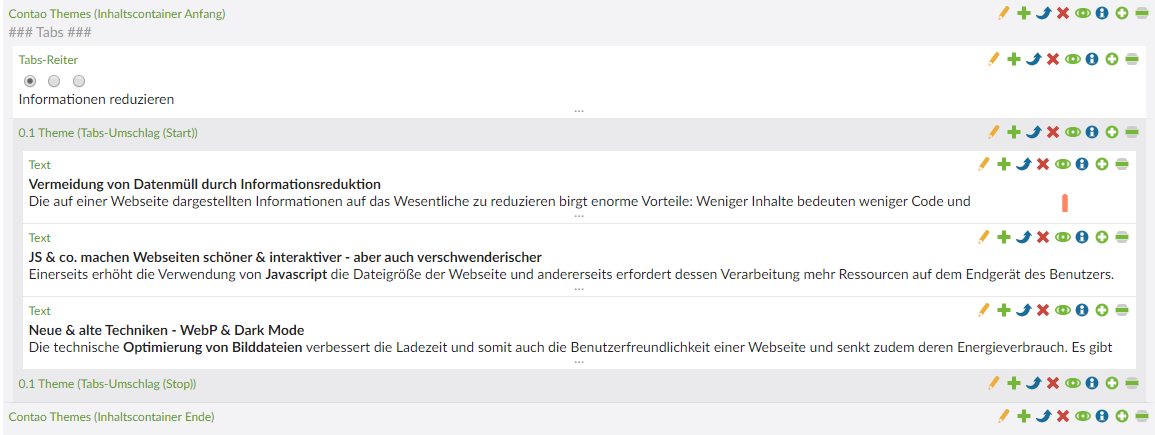 Contao Themes (Inhaltscontainer Anfang)
### Tabs ###
Tabs-Reiter
Informationen reduzieren
...
0.1 Theme (Tabs-Umschlag (Start))
Text
Vermeidung von Datenmüll durch Informationsreduktion
Die auf einer Webseite dargestellten Informationen auf das Wesentliche zu reduzieren birgt enorme Vorteile: Weniger Inhalte bedeuten weniger Code und
...
Text
JS & co. machen Webseiten schöner & interaktiver - aber auch verschwenderischer
Einerseits erhöht die Verwendung von Javascript die Dateigröße der Webseite und andererseits erfordert dessen Verarbeitung mehr Ressourcen auf dem Endgerät des Benutzers.
...
Text
Neue & alte Techniken - WebP & Dark Mode
Die technische Optimierung von Bilddateien verbessert die Ladezeit und somit auch die Benutzerfreundlichkeit einer Webseite und senkt zudem deren Energieverbrauch. Es gibt
...
0.1 Theme (Tabs-Umschlag (Stop))
Contao Themes (Inhaltscontainer Ende)